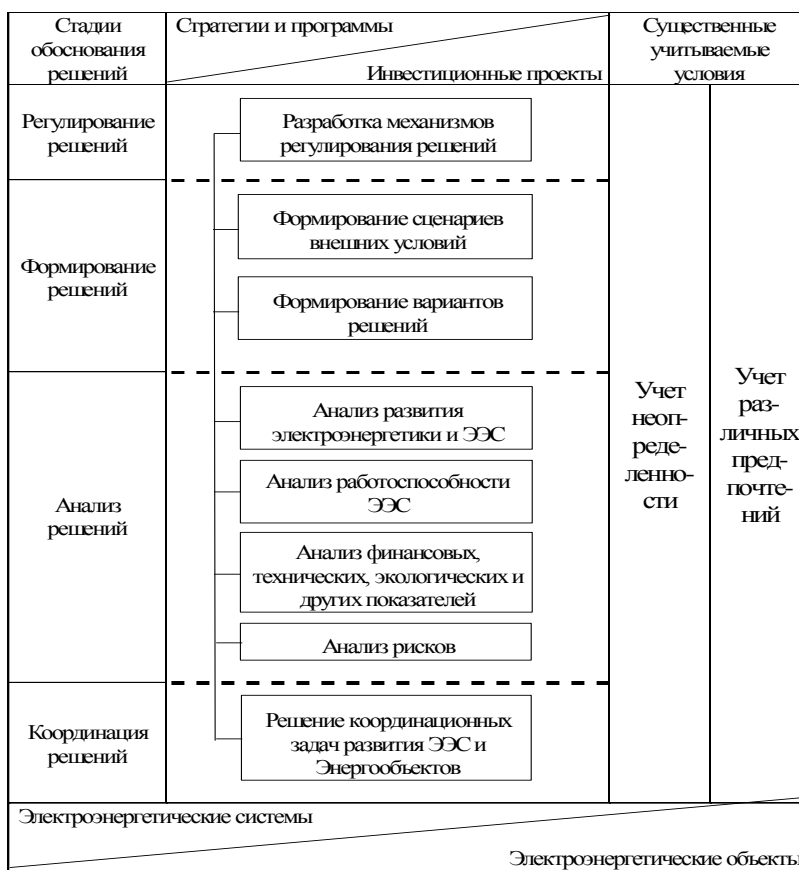 Стадии
обоснования
решений
Стратегии и программы
Инвестиционные проекты
Существенные
учитываемые
условия
Регулирование
решений
Разработка механизмов
регулирования решений
Формирование
решений
Формирование сценариев
внешних условий
Формирование вариантов
решений
Анализ
решений
Анализ развития
электроэнергетики и ЭЭС
Анализ работоспособности
ЭЭС
Анализ финансовых,
технических, экологических и
других показателей
Анализ рисков
Координация
решений
Решение координационных
задач развития ЭЭС и
Энергообъектов
Учет
неоп-
реде-
ленно-
сти
Учет
раз-
личных
пред-
почте-
ний
Электроэнергетические системы
Электроэнергетические объекты